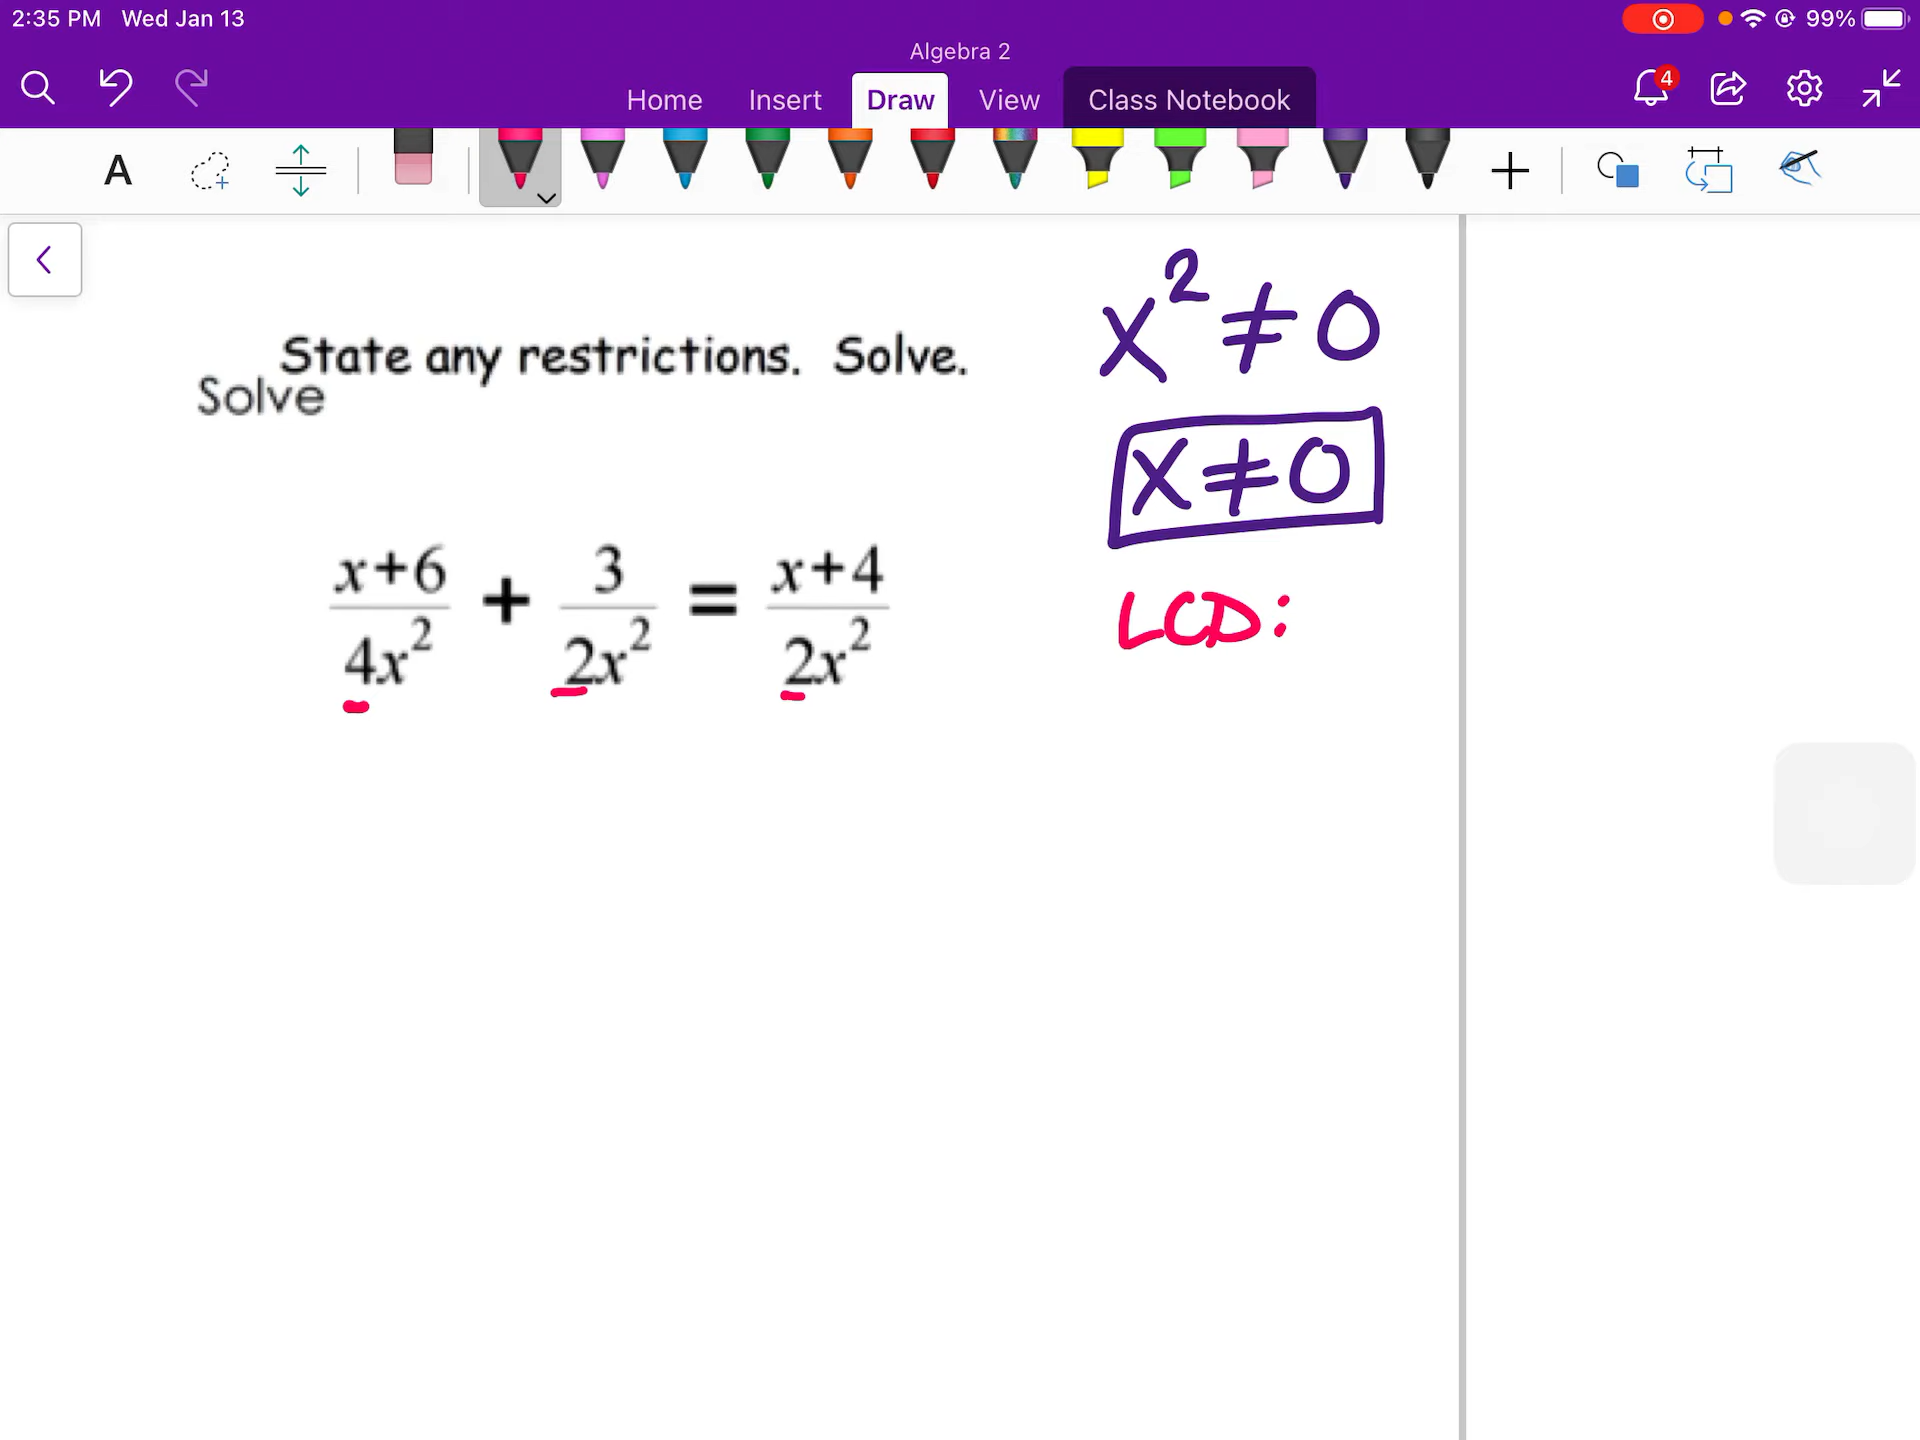 2:35 PM Wed Jan 13
99%
Algebra 2
Home Insert Draw View Class Notebook
4
A
State any restrictions. Solve.
Solve
x+6/4x² + 3/2x² = x+4/2x²
x² ≠ 0
x ≠ 0
LCD: